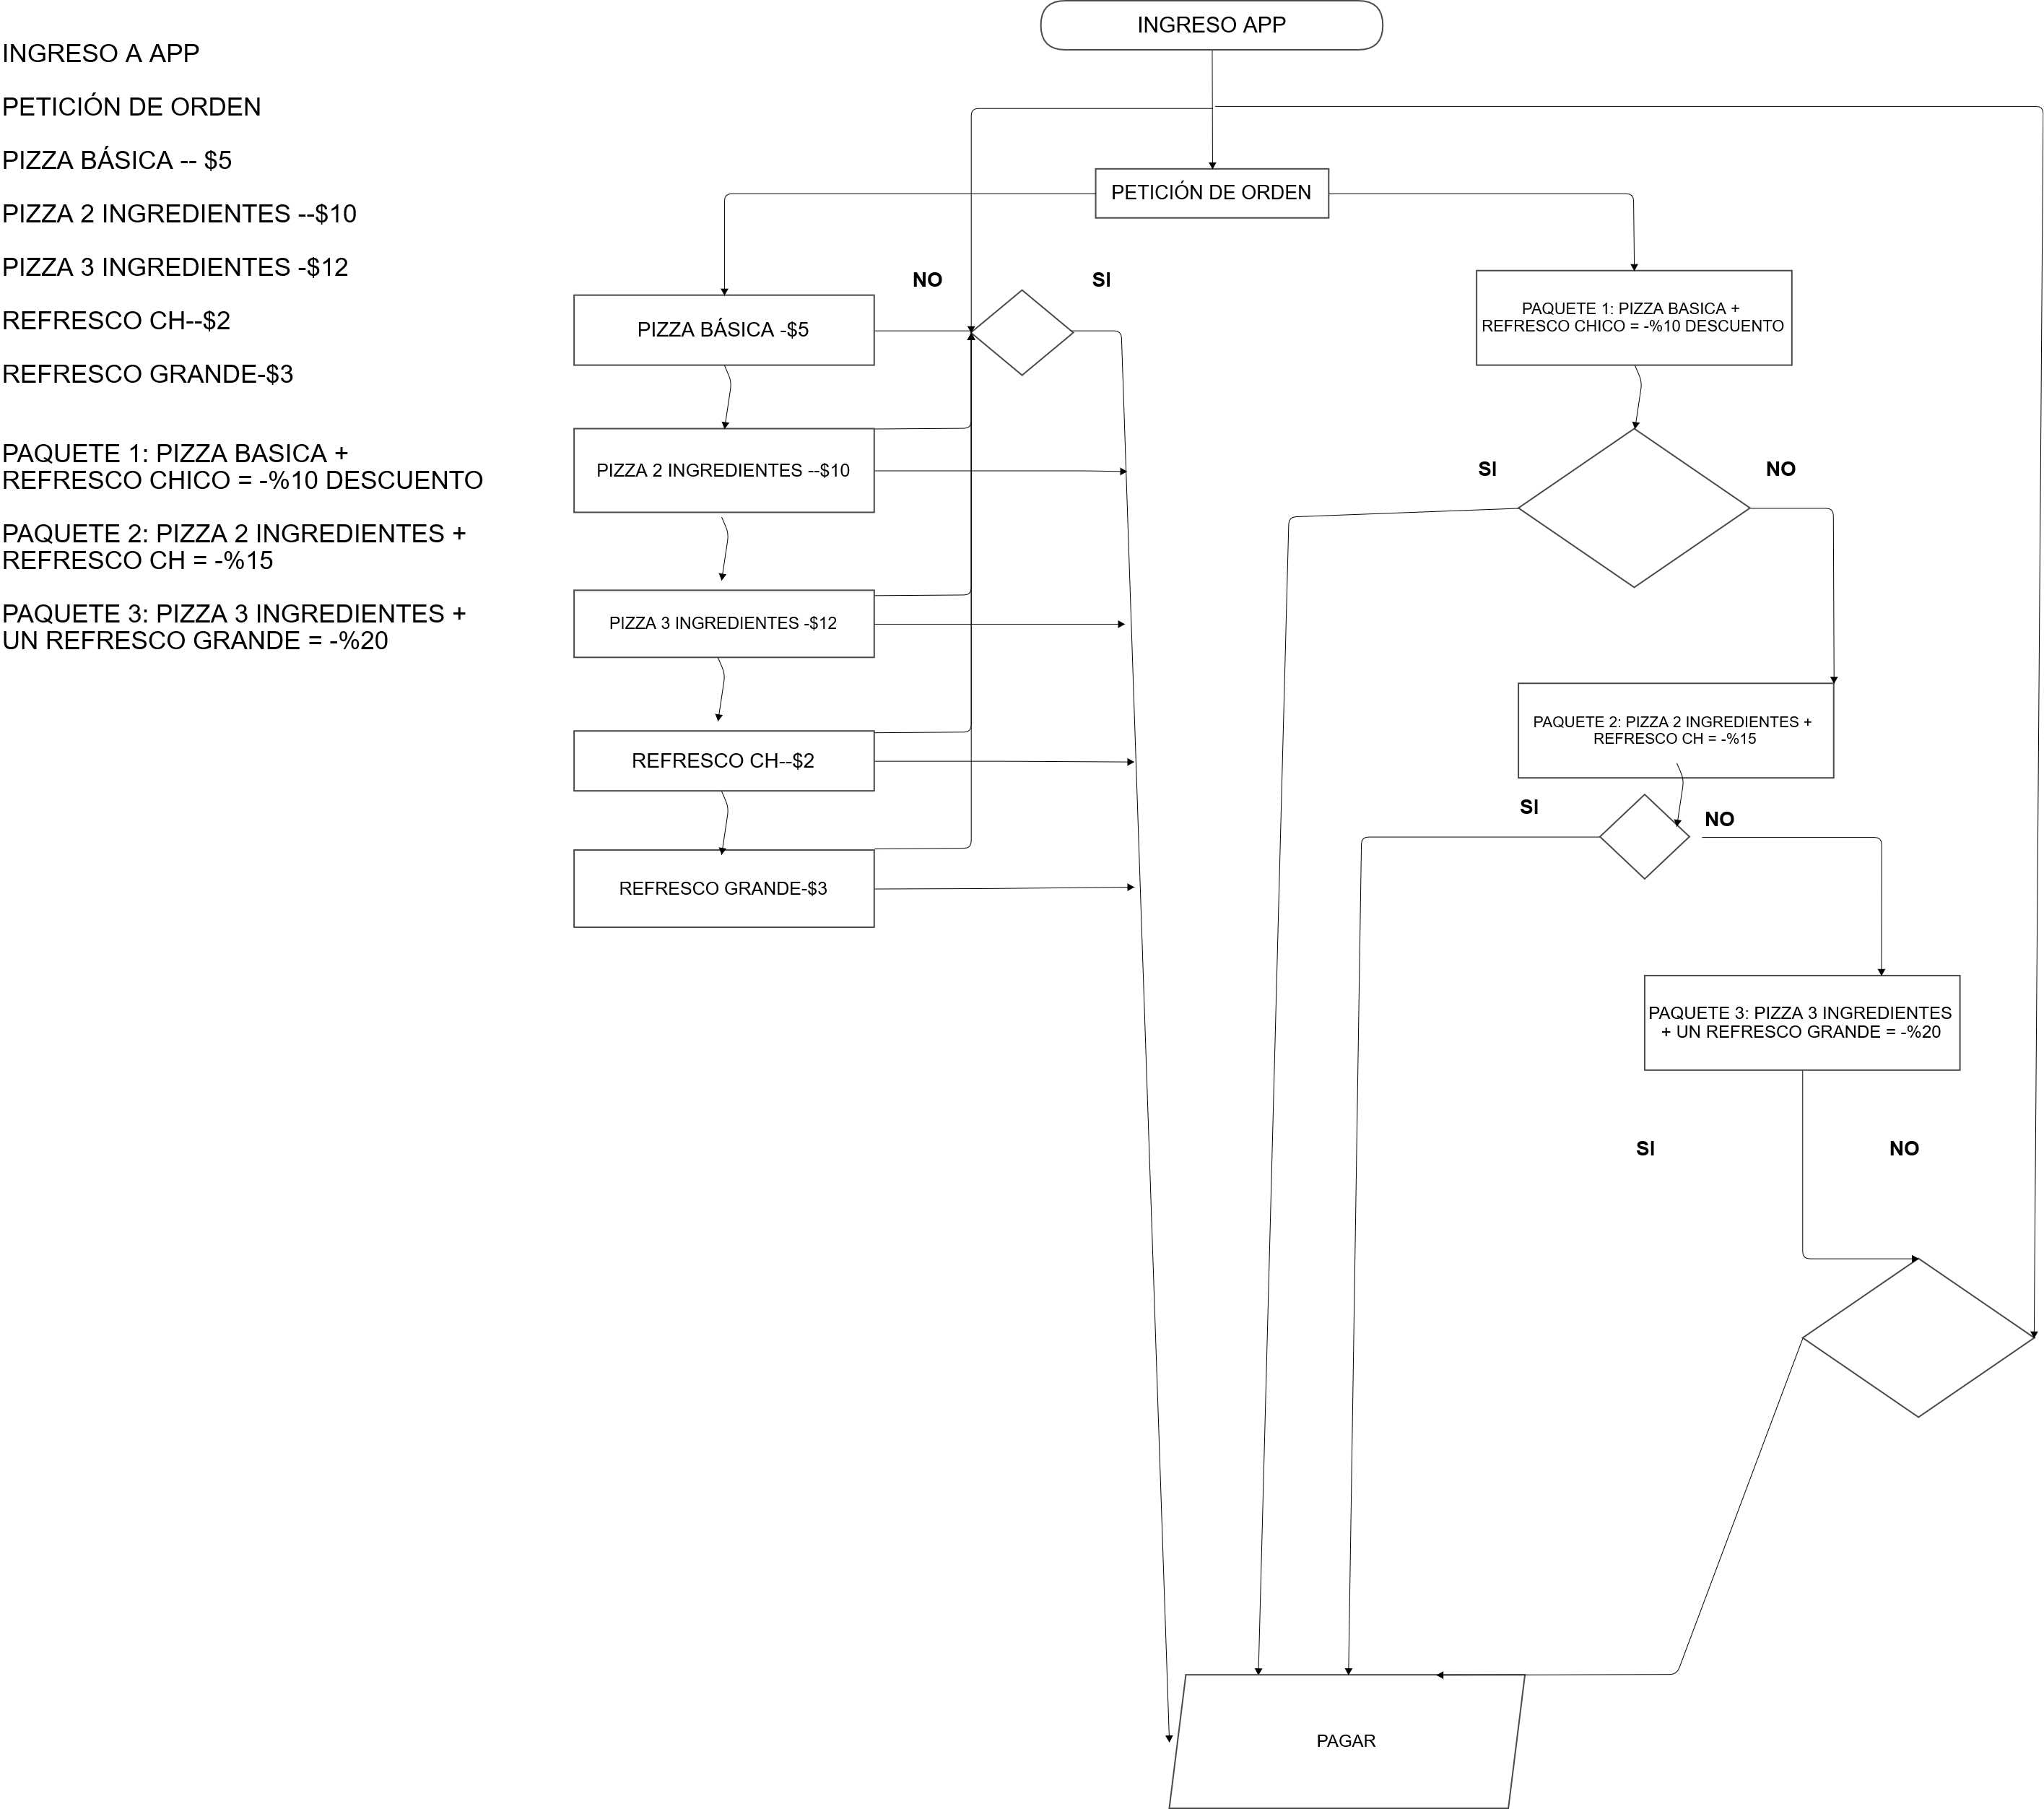 INGRESO A APP
PETICIÓN DE ORDEN
PIZZA BÁSICA -- $5
PIZZA 2 INGREDIENTES --$10
PIZZA 3 INGREDIENTES -$12
REFRESCO CH--$2
REFRESCO GRANDE-$3
PAQUETE 1: PIZZA BASICA +
REFRESCO CHICO = -%10 DESCUENTO
PAQUETE 2: PIZZA 2 INGREDIENTES +
REFRESCO CH = -%15
PAQUETE 3: PIZZA 3 INGREDIENTES +
UN REFRESCO GRANDE = -%20
INGRESO APP
PETICIÓN DE ORDEN
NO
SI
PIZZA BÁSICA -$5
PIZZA 2 INGREDIENTES --$10
PIZZA 3 INGREDIENTES -$12
REFRESCO CH--$2
REFRESCO GRANDE-$3
PAQUETE 1: PIZZA BASICA +
REFRESCO CHICO = -%10 DESCUENTO
SI
NO
PAQUETE 2: PIZZA 2 INGREDIENTES +
REFRESCO CH = -%15
SI
NO
PAQUETE 3: PIZZA 3 INGREDIENTES
+ UN REFRESCO GRANDE = -%20
SI
NO
PAGAR